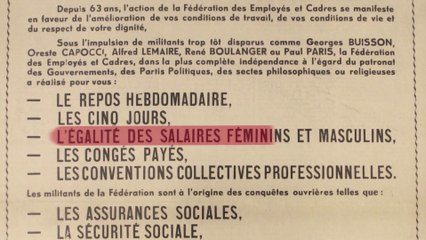 Depuis 63 ans, l'action de la Fédération des Employés et Cadres se manifeste
en faveur de l'amélioration de vos conditions de travail, de vos conditions de vie et
du respect de votre dignité,
Sous l'impulsion de militants trop tôt disparus comme Georges BUISSON,
Oreste CAPOCCI, Alfred LEMAIRE, René BOULANGER ou Paul PARIS, la Fédération
des Employés et Cadres, dans la plus complète indépendance à l'égard du patronat
des Gouvernements, des Partis Politiques, des sectes philosophiques ou religieuses
a réalisé pour vous :
— LE REPOS HEBDOMADAIRE,
— LES CINQ JOURS,
— L'ÉGALITÉ DES SALAIRES FÉMININS ET MASCULINS,
— LES CONGÉS PAYÉS,
— LES CONVENTIONS COLLECTIVES PROFESSIONNELLES.
Les militants de la Fédération sont à l'origine des conquêtes ouvrières telles que :
— LES ASSURANCES SOCIALES,
— LA SÉCURITÉ SOCIALE,